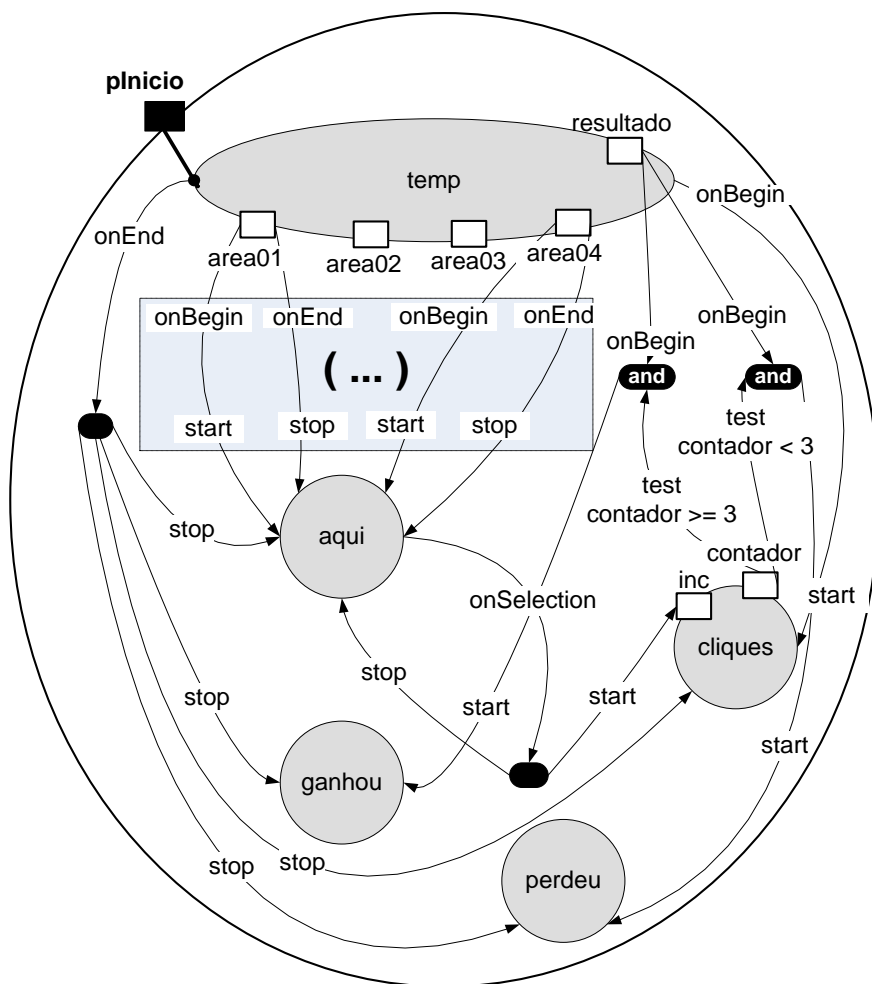 pInicio
resultado
temp
onBegin
onEnd
area01
area02
area03
area04
onBegin
onEnd
onBegin
onEnd
onBegin
onBegin
( ... )
and
and
start
stop
start
stop
test
contador < 3
test
contador >= 3
stop
aqui
contador
inc
onSelection
start
cliques
stop
stop
start
start
start
ganhou
stop
stop
perdeu